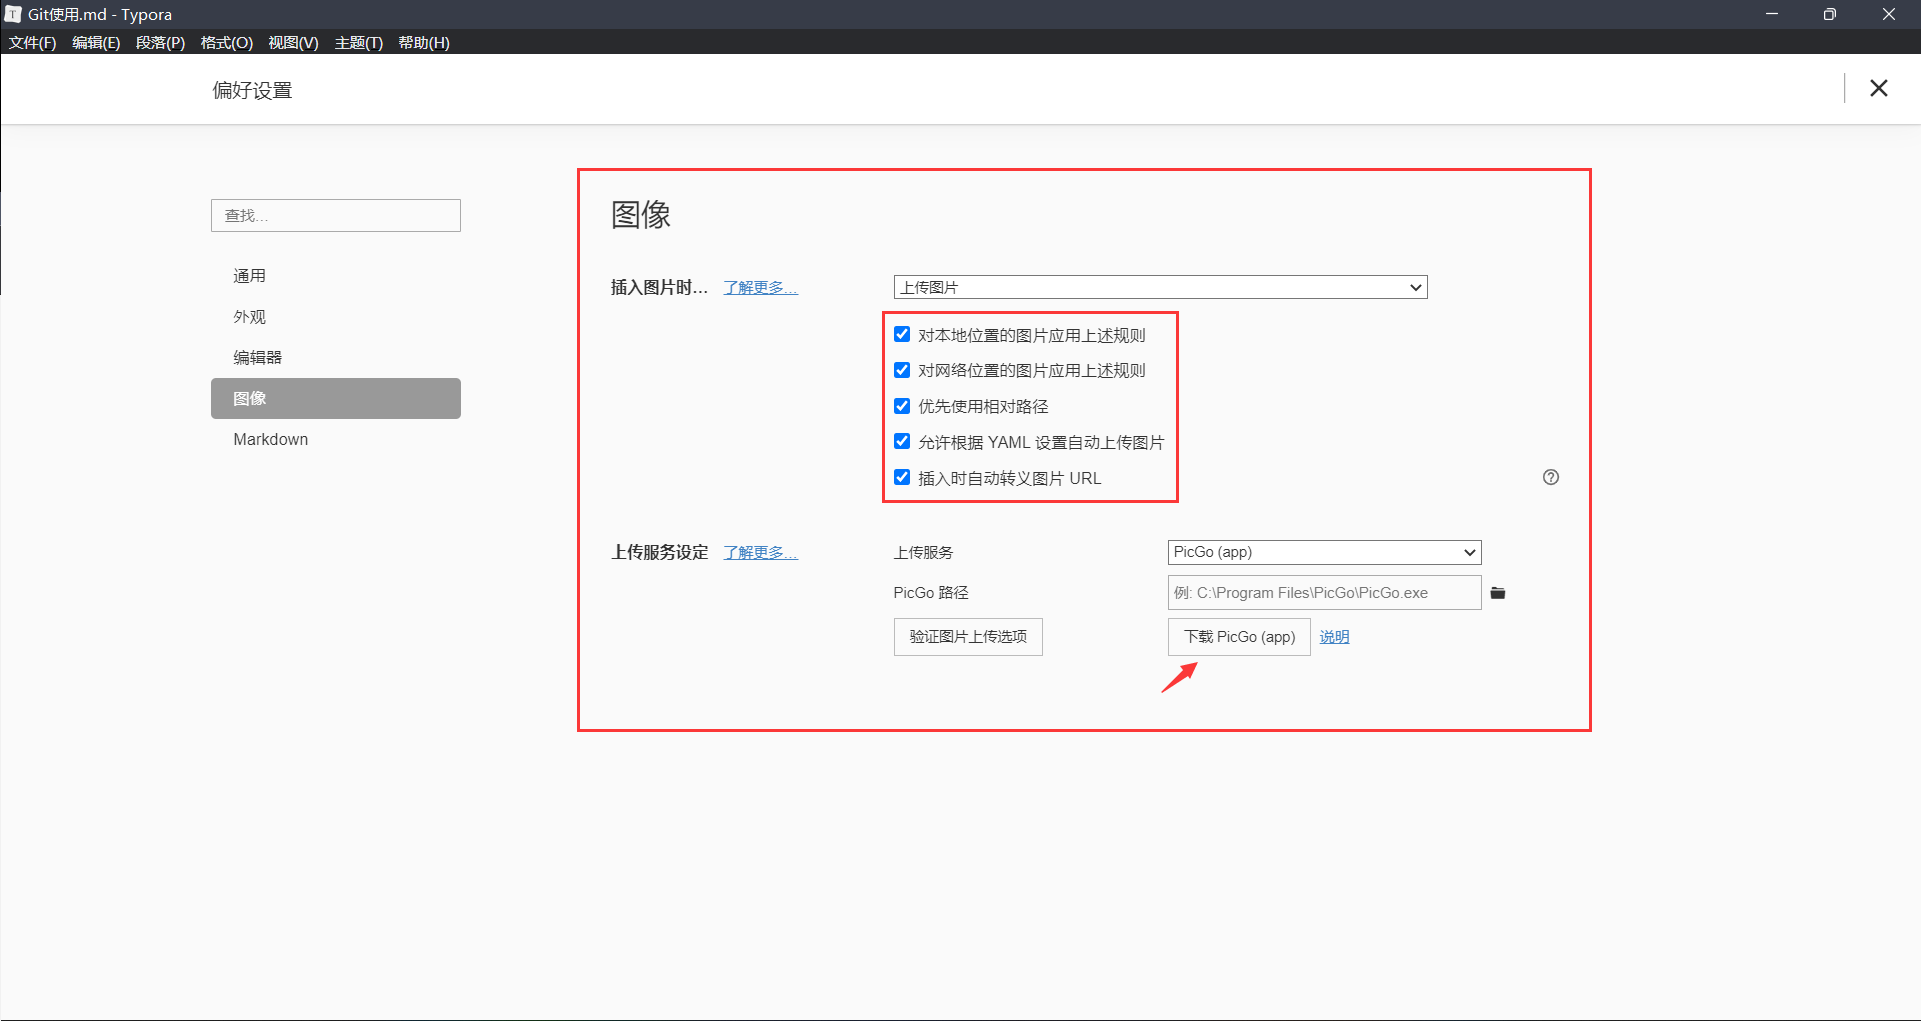 Git使用.md - Typora
文件(F) 编辑(E) 段落(P) 格式(O) 视图(V) 主题(T) 帮助(H)
偏好设置
查找...
通用
外观
编辑器
图像
Markdown
图像
插入图片时... 了解更多... 上传图片
对本地位置的图片应用上述规则
对网络位置的图片应用上述规则
优先使用相对路径
允许根据 YAML 设置自动上传图片
插入时自动转义图片 URL
上传服务设定 了解更多... 上传服务 PicGo (app)
PicGo 路径 例: C:\Program Files\PicGo\PicGo.exe
验证图片上传选项 下载 PicGo (app) 说明